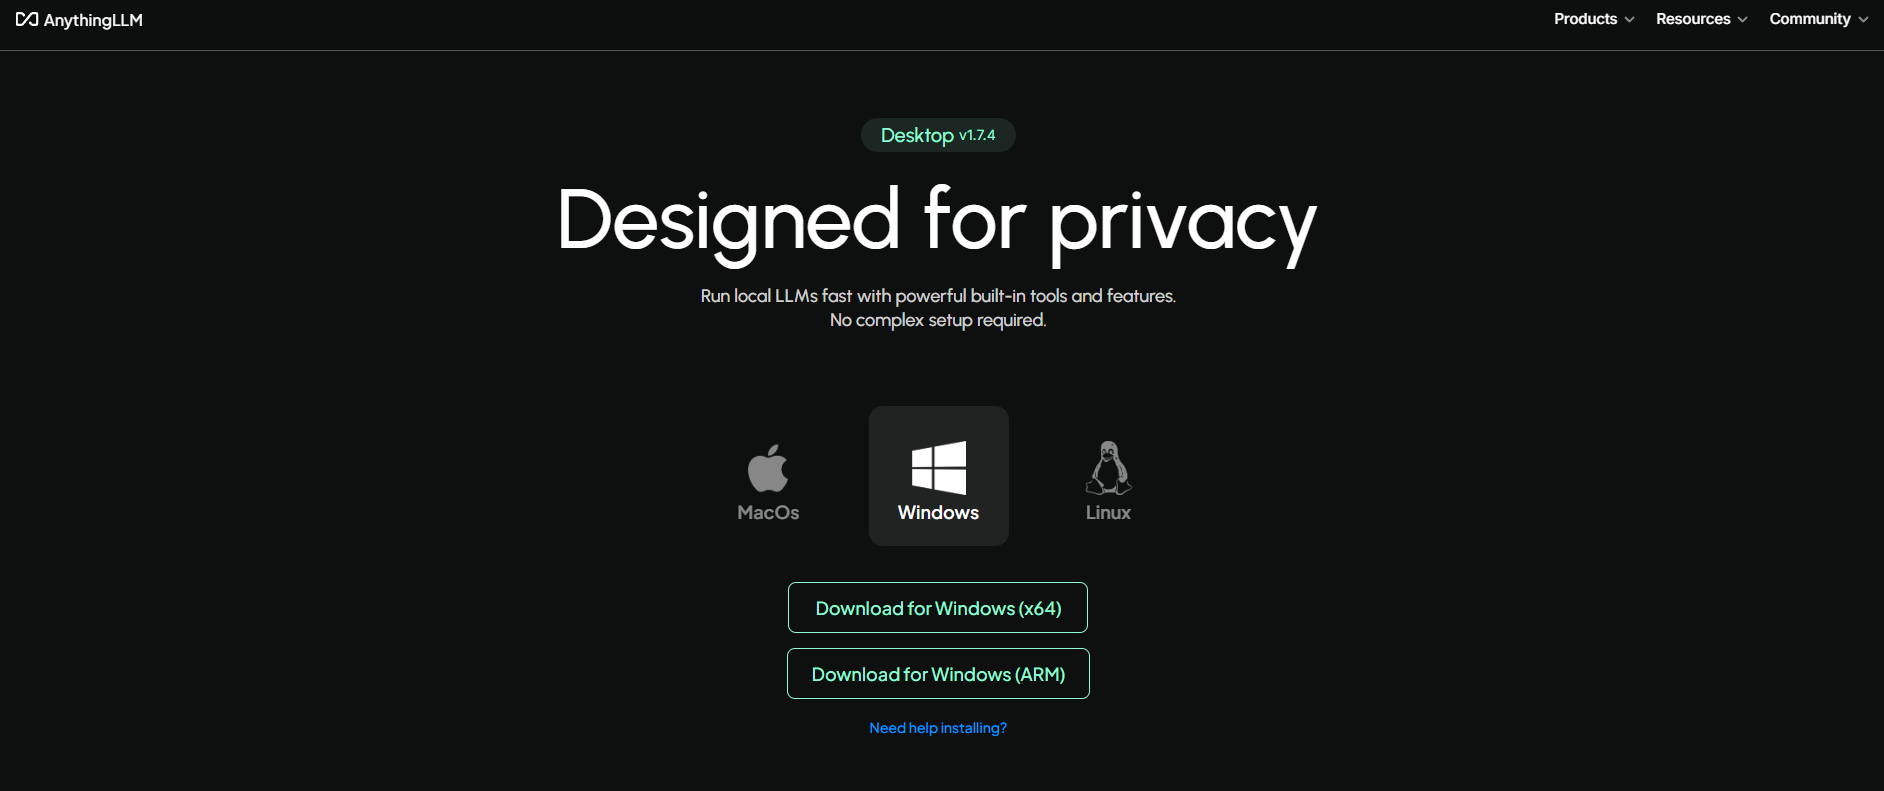 AnythingLLM
Products
Resources
Community
Desktop v1.7.4
Designed for privacy
Run local LLMs fast with powerful built-in tools and features.
No complex setup required.
MacOs
Windows
Linux
Download for Windows (x64)
Download for Windows (ARM)
Need help installing?